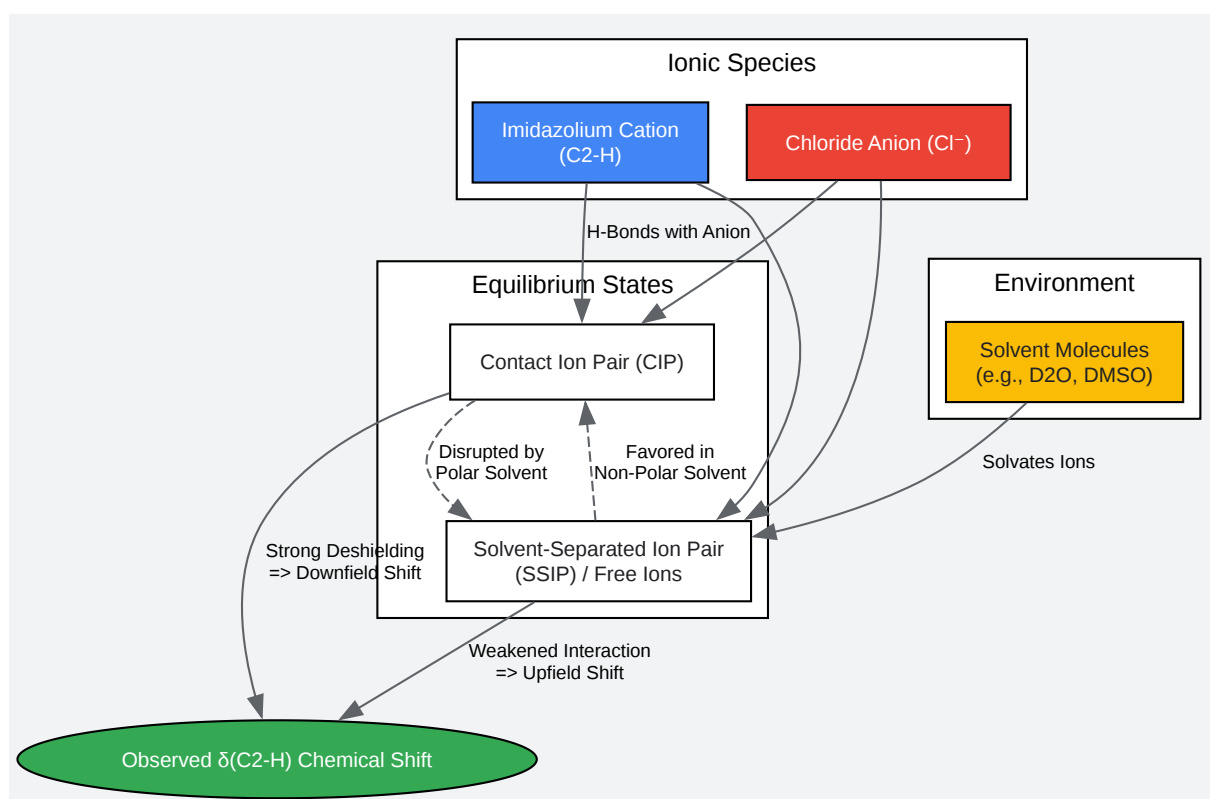 Ionic Species
Imidazolium Cation
(C2-H)
Chloride Anion (Cl⁻)
H-Bonds with Anion
Equilibrium States
Environment
Contact Ion Pair (CIP)
Solvent Molecules
(e.g., D2O, DMSO)
Disrupted by
Polar Solvent
Favored in
Non-Polar Solvent
Solvates Ions
Strong Deshielding
=> Downfield Shift
Solvent-Separated Ion Pair
(SSIP) / Free Ions
Weakened Interaction
=> Upfield Shift
Observed δ(C2-H) Chemical Shift